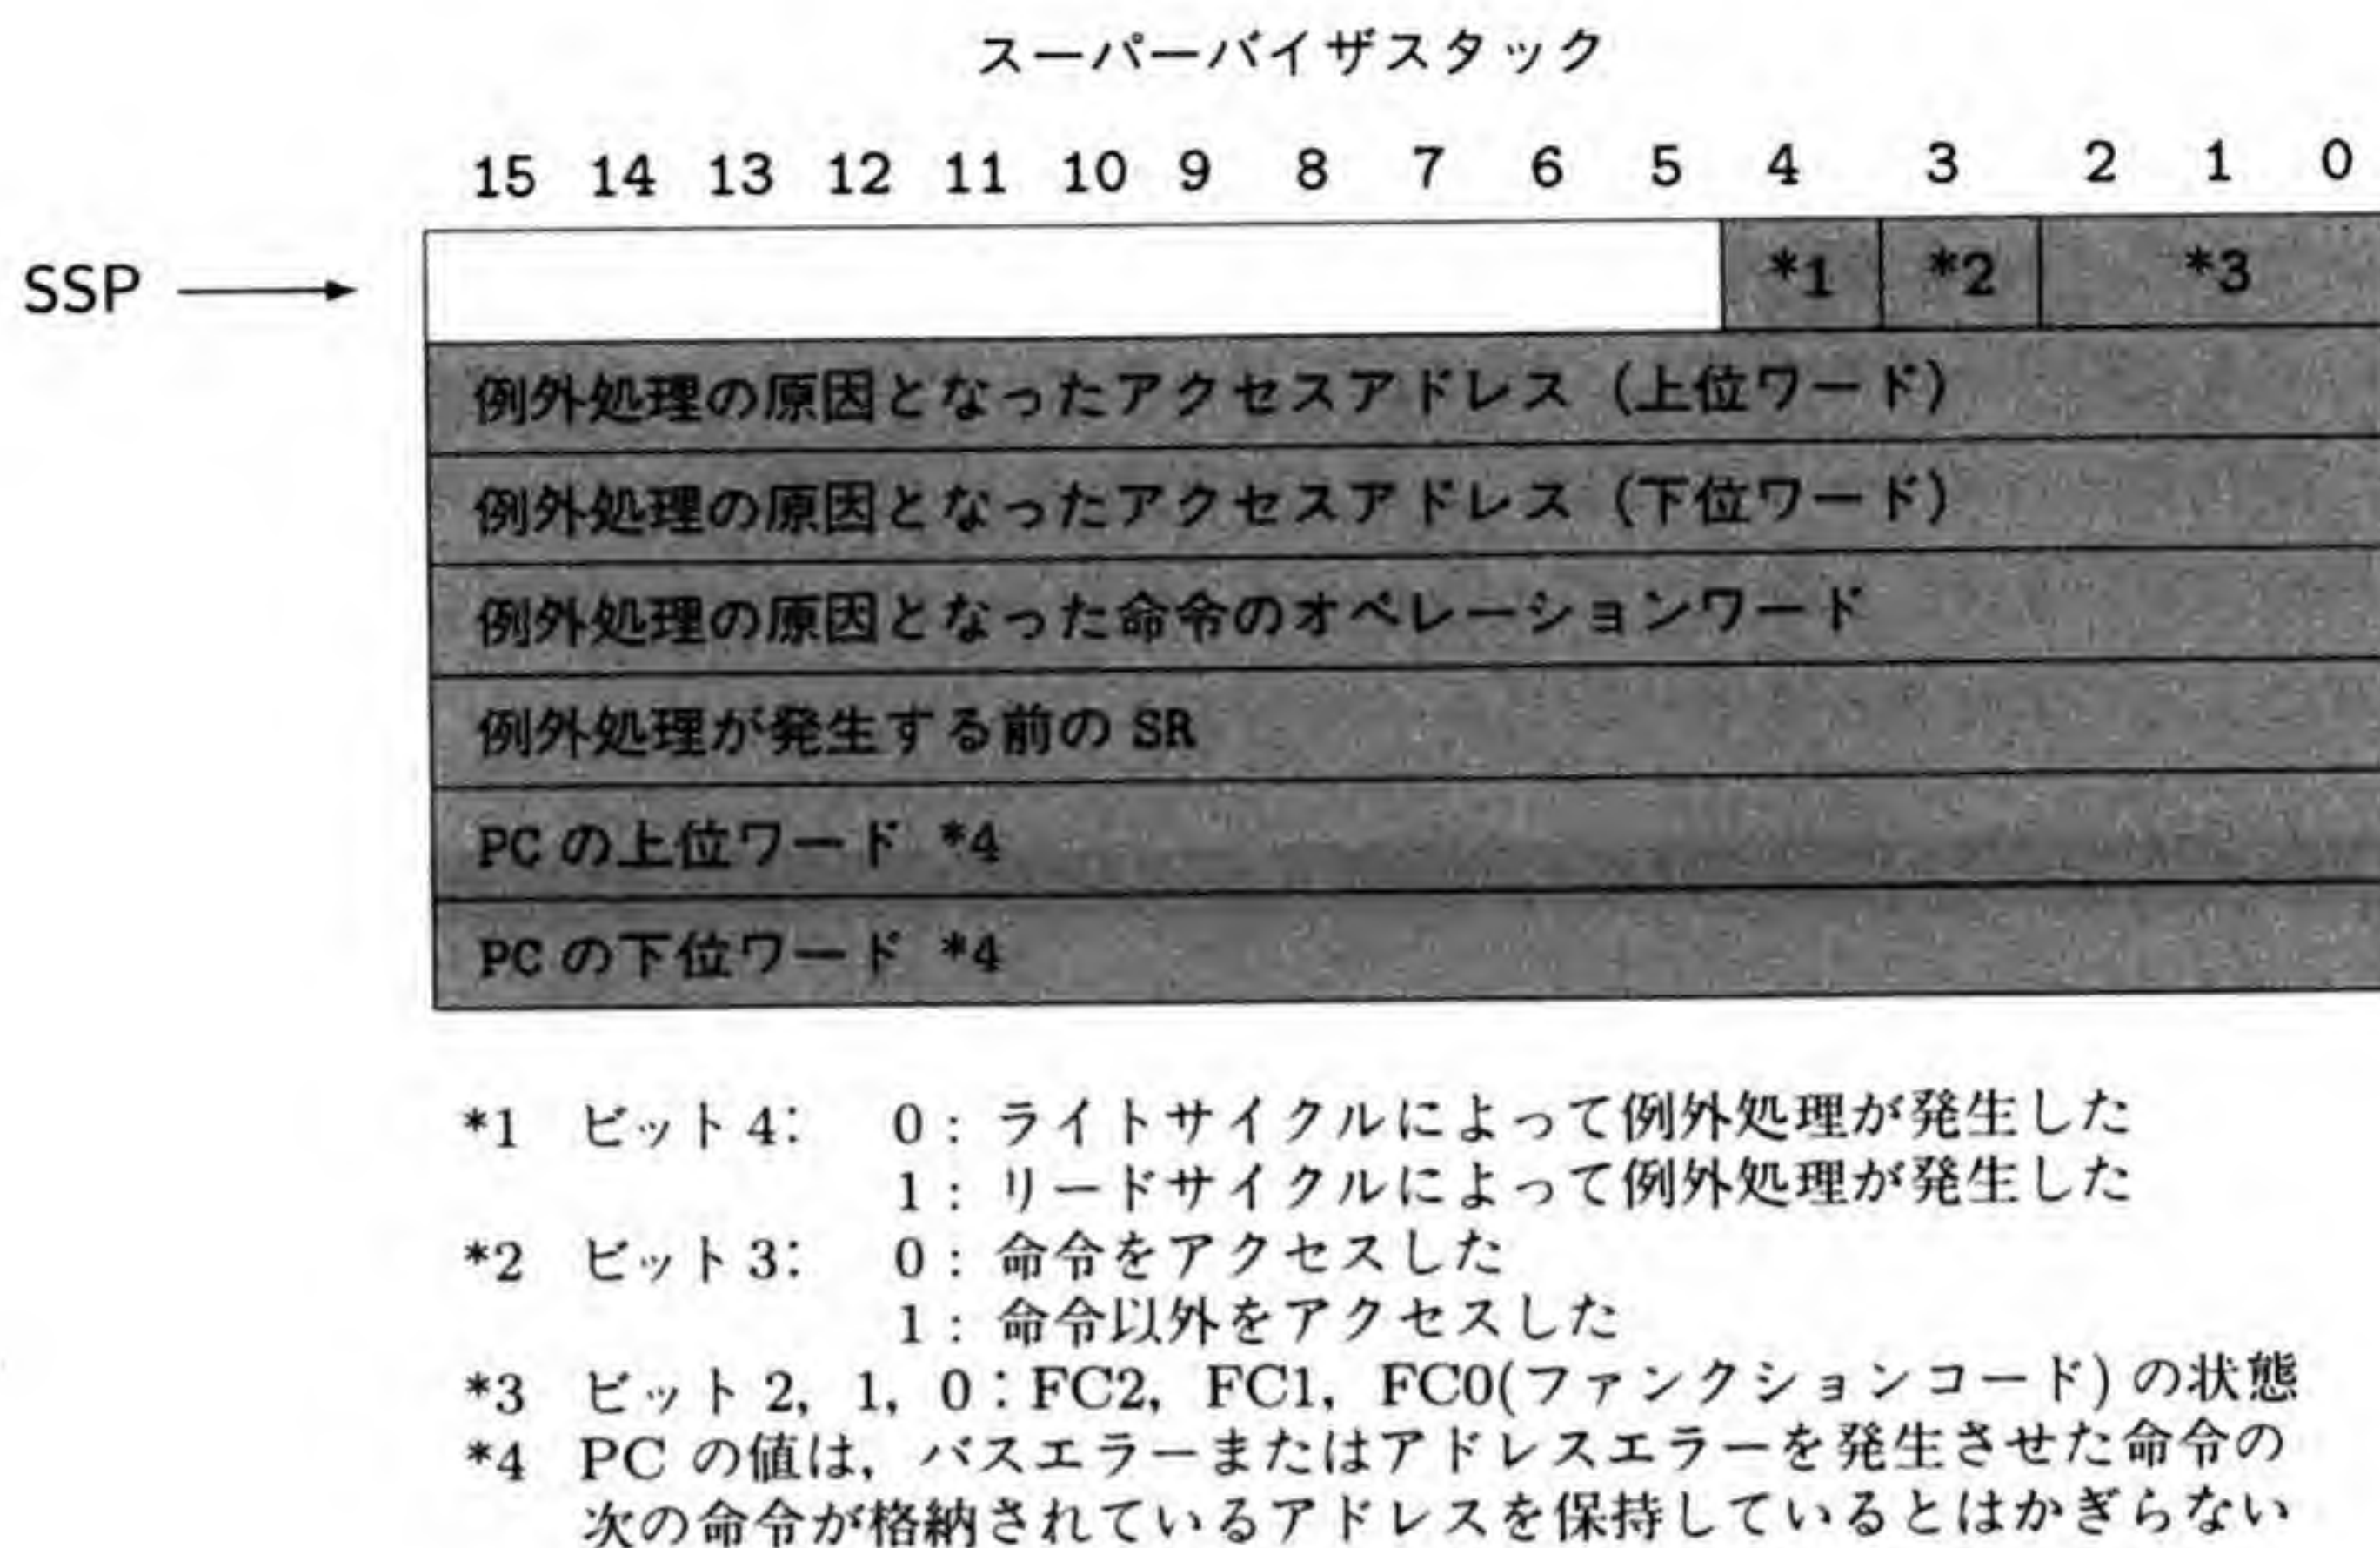 スーパーバイザスタック
15 14 13 12 11 10 9 8 7 6 5 4 3 2 1 0
SSP *1 *2 *3
例外処理の原因となったアクセスアドレス（上位ワード）
例外処理の原因となったアクセスアドレス（下位ワード）
例外処理の原因となった命令のオペレーションワード
例外処理が発生する前の SR
PC の上位ワード *4
PC の下位ワード *4
*1 ビット 4: 0 : ライトサイクルによって例外処理が発生した
1 : リードサイクルによって例外処理が発生した
*2 ビット 3: 0 : 命令をアクセスした
1 : 命令以外をアクセスした
*3 ビット 2, 1, 0 : FC2, FC1, FC0(ファンクションコード) の状態
*4 PC の値は, バスエラーまたはアドレスエラーを発生させた命令の
次の命令が格納されているアドレスを保持しているとはかぎらない